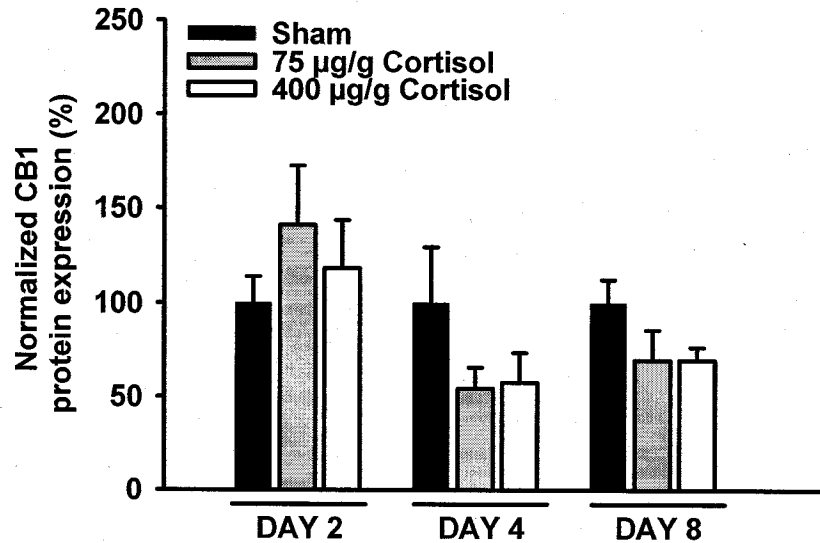 250
200
150
100
50
0
Normalized CB1
protein expression (%)
Sham
75 µg/g Cortisol
400 µg/g Cortisol
DAY 2
DAY 4
DAY 8